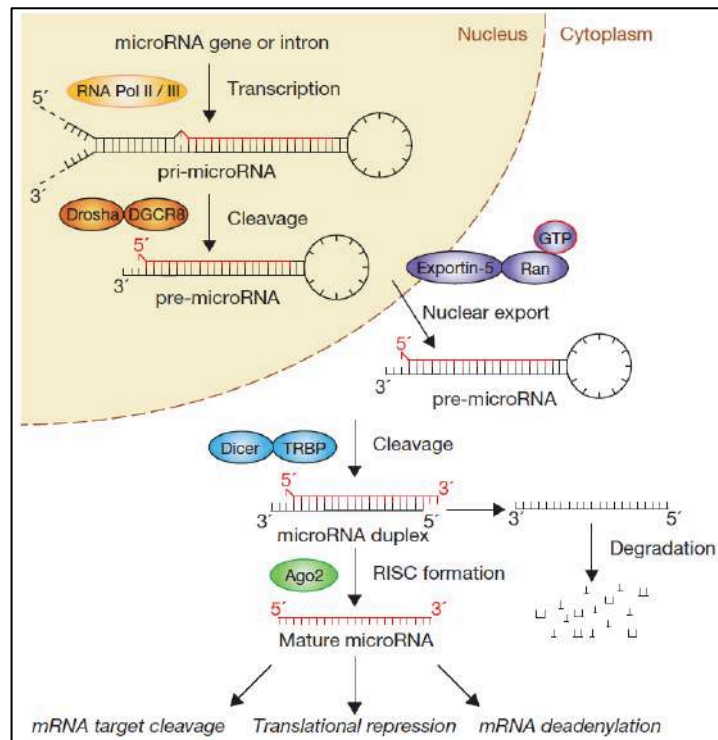 microRNA gene or intron
Nucleus
Cytoplasm
RNA Pol II / III
Transcription
5´
3´
pri-microRNA
Drosha
DGCR8
Cleavage
5´
3´
pre-microRNA
GTP
Exportin-5
Ran
Nuclear export
5´
3´
pre-microRNA
Dicer
TRBP
Cleavage
5´
3´
3´
5´
microRNA duplex
3´
5´
Degradation
Ago2
RISC formation
5´
3´
Mature microRNA
mRNA target cleavage
Translational repression
mRNA deadenylation